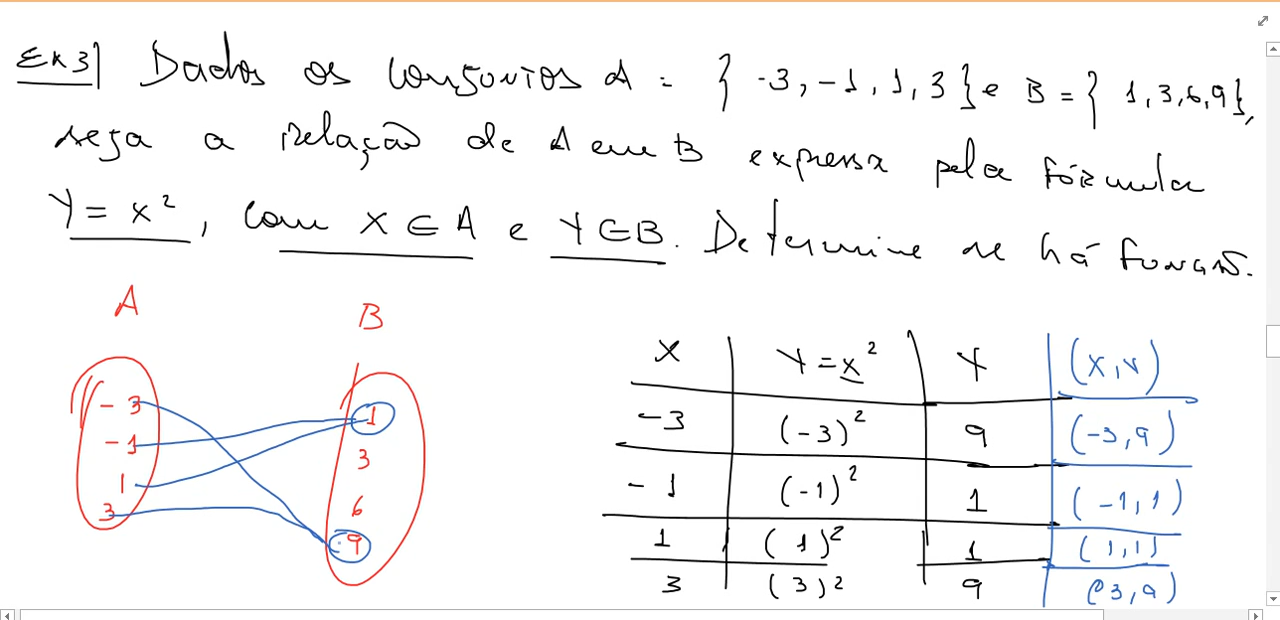 Ex 3] Dados os conjuntos A = { -3, -1, 1, 3 } e B = { 1, 3, 6, 9 },
seja a relação de A em B expressa pela fórmula
Y = x², com X ∈ A e Y ∈ B. Determine se há função.
A
B
- 3
- 1
1
3
1
3
6
9
X Y = x² Y (X, Y)
-3 (-3)² 9 (-3, 9)
- 1 (-1)² 1 (-1, 1)
1 (1)² 1 (1, 1)
3 (3)² 9 (3, 9)